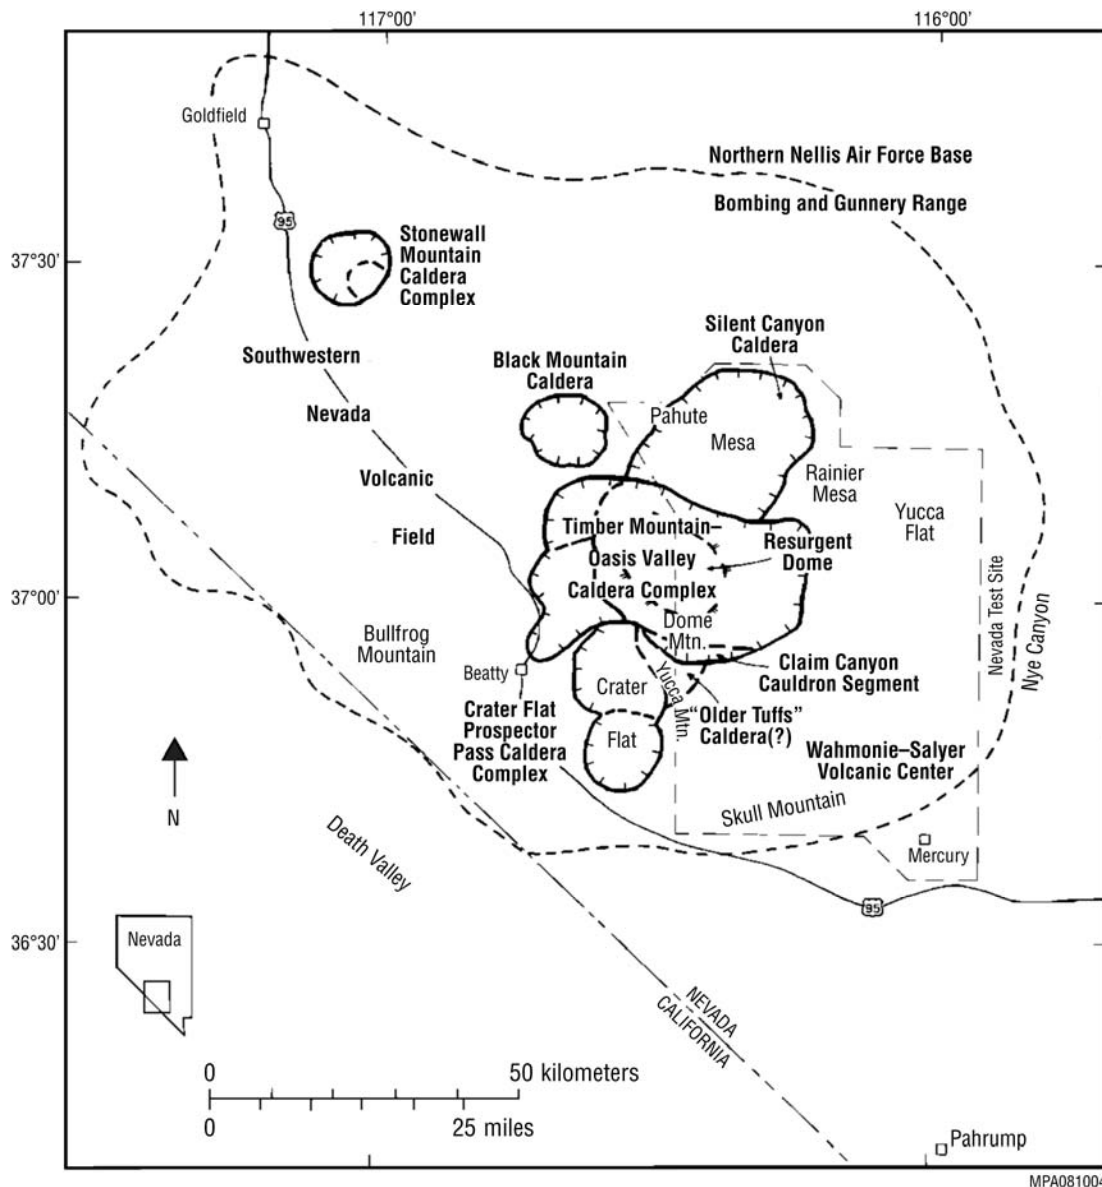 117°00'
116°00'
Goldfield
95
Northern Nellis Air Force Base
Bombing and Gunnery Range
37°30'
Stonewall
Mountain
Caldera
Complex
Silent Canyon
Caldera
Southwestern
Black Mountain
Caldera
Nevada
Pahute
Mesa
Rainier
Mesa
Volcanic
Yucca
Flat
Field
Timber Mountain–
Oasis Valley
Caldera Complex
Resurgent
Dome
37°00'
Nevada Test Site
Nye Canyon
Bullfrog
Mountain
Dome
Mtn.
Beatty
Claim Canyon
Cauldron Segment
Crater
Flat
Yucca Mtn.
Crater Flat
Prospector
Pass Caldera
Complex
“Older Tuffs”
Caldera(?)
Wahmonie–Salyer
Volcanic Center
N
Skull Mountain
Death Valley
Mercury
95
36°30'
Nevada
NEVADA
CALIFORNIA
0
50 kilometers
0
25 miles
Pahrump
MPA081004